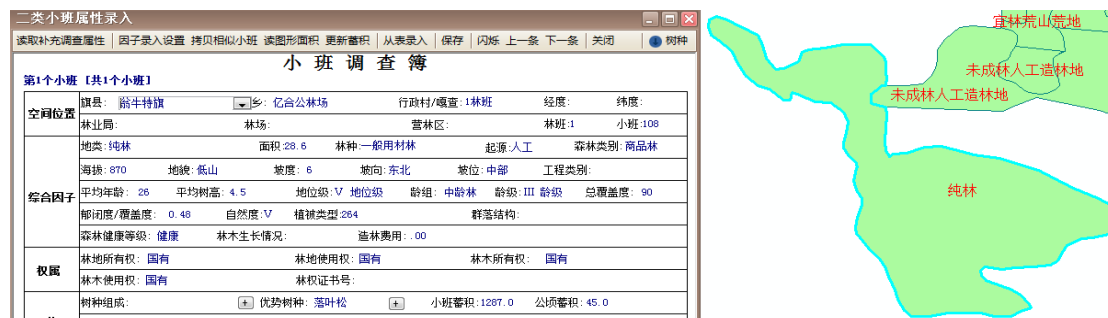 二类小班属性录入
读取补充调查属性 因子录入设置 拷贝相似小班 读图形面积 更新蓄积 从表录入 保存 闪烁 上一条 下一条 关闭 树种
小 班 调 查 簿
第1个小班 [共1个小班]
空间位置
旗县: 翁牛特旗 乡: 亿合公林场 行政村/嘎查:1林班 经度: 纬度:
林业局: 林场: 营林区: 林班:1 小班:108
综合因子
地类:纯林 面积:28.6 林种:一般用材林 起源:人工 森林类别:商品林
海拔:870 地貌:低山 坡度: 6 坡向:东北 坡位:中部 工程类别:
平均年龄: 26 平均树高: 4.5 地位级:V 地位级 龄组: 中龄林 龄级:III 龄级 总覆盖度: 90
郁闭度/覆盖度: 0.48 自然度:V 植被类型:264 群落结构:
森林健康等级: 健康 林木生长情况: 造林费用: .00
权属
林地所有权: 国有 林地使用权: 国有 林木所有权: 国有
林木使用权: 国有 林权证书号:
树种组成: + 优势树种: 落叶松 + 小班蓄积:1287.0 公顷蓄积:45.0
宜林荒山荒地
未成林人工造林地
未成林人工造林地
纯林